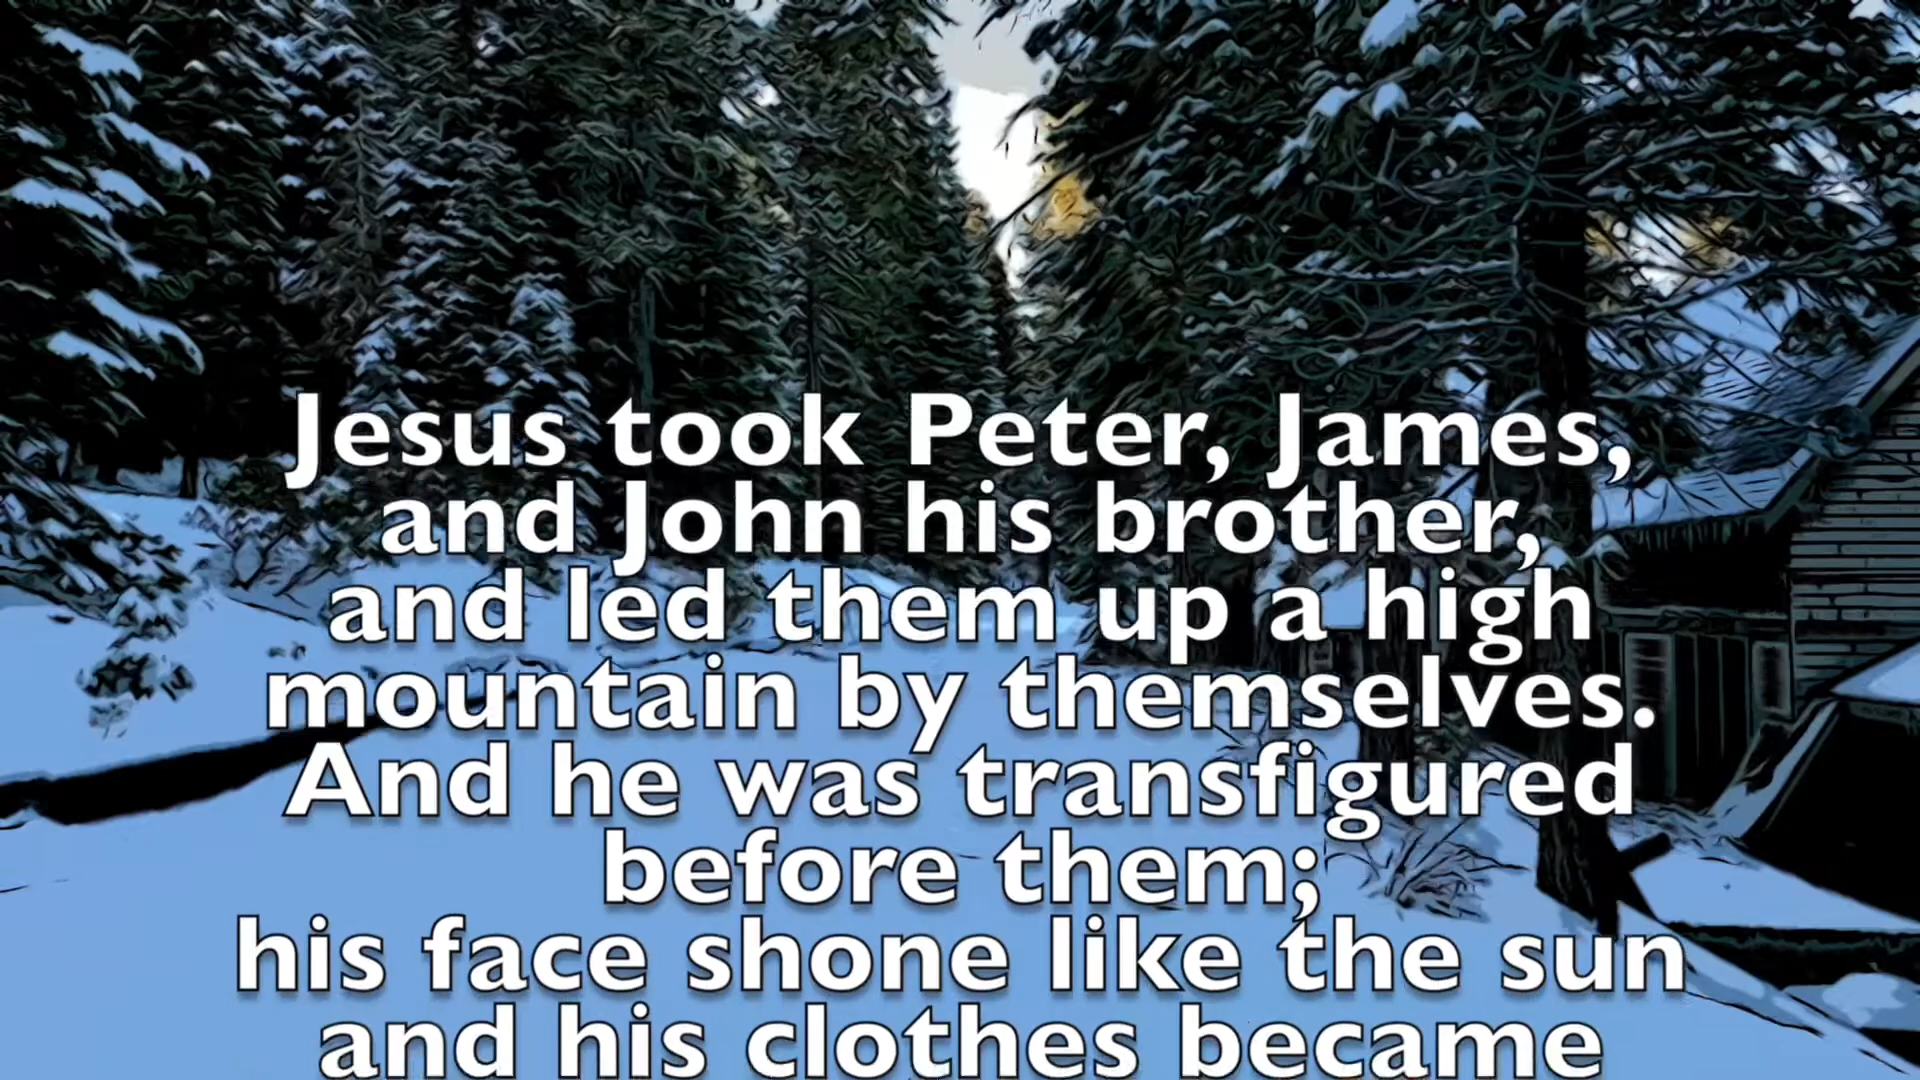 Jesus took Peter, James,
and John his brother,
and led them up a high
mountain by themselves.
And he was transfigured
before them;
his face shone like the sun
and his clothes became